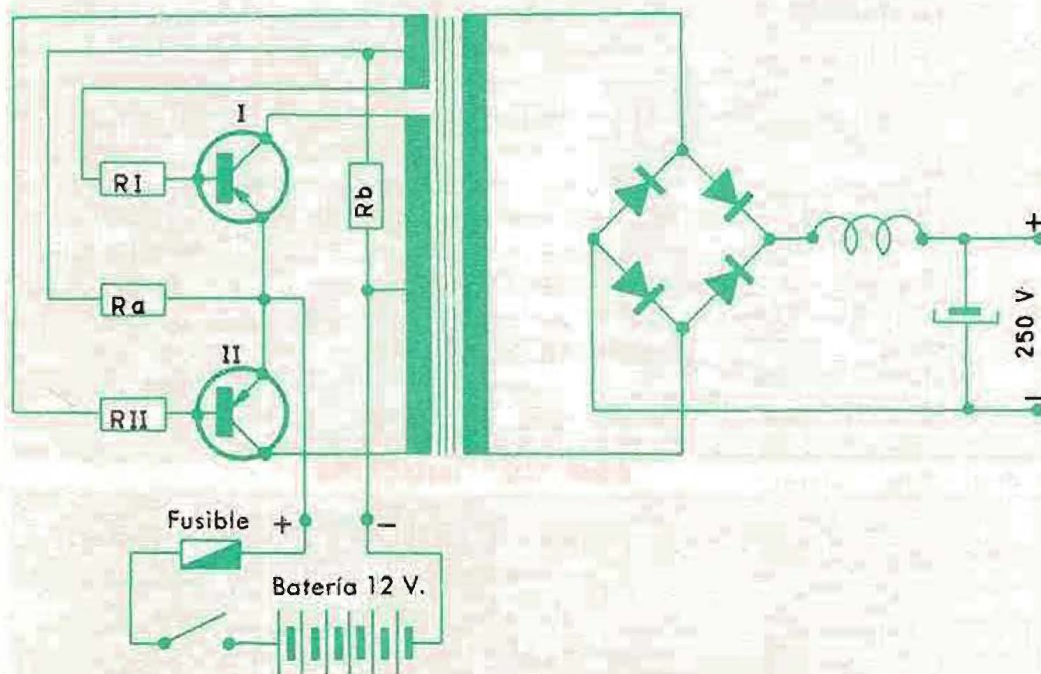 I
RI
Rb
Ra
II
RII
+
250 V
−
Fusible
+
−
Batería 12 V.